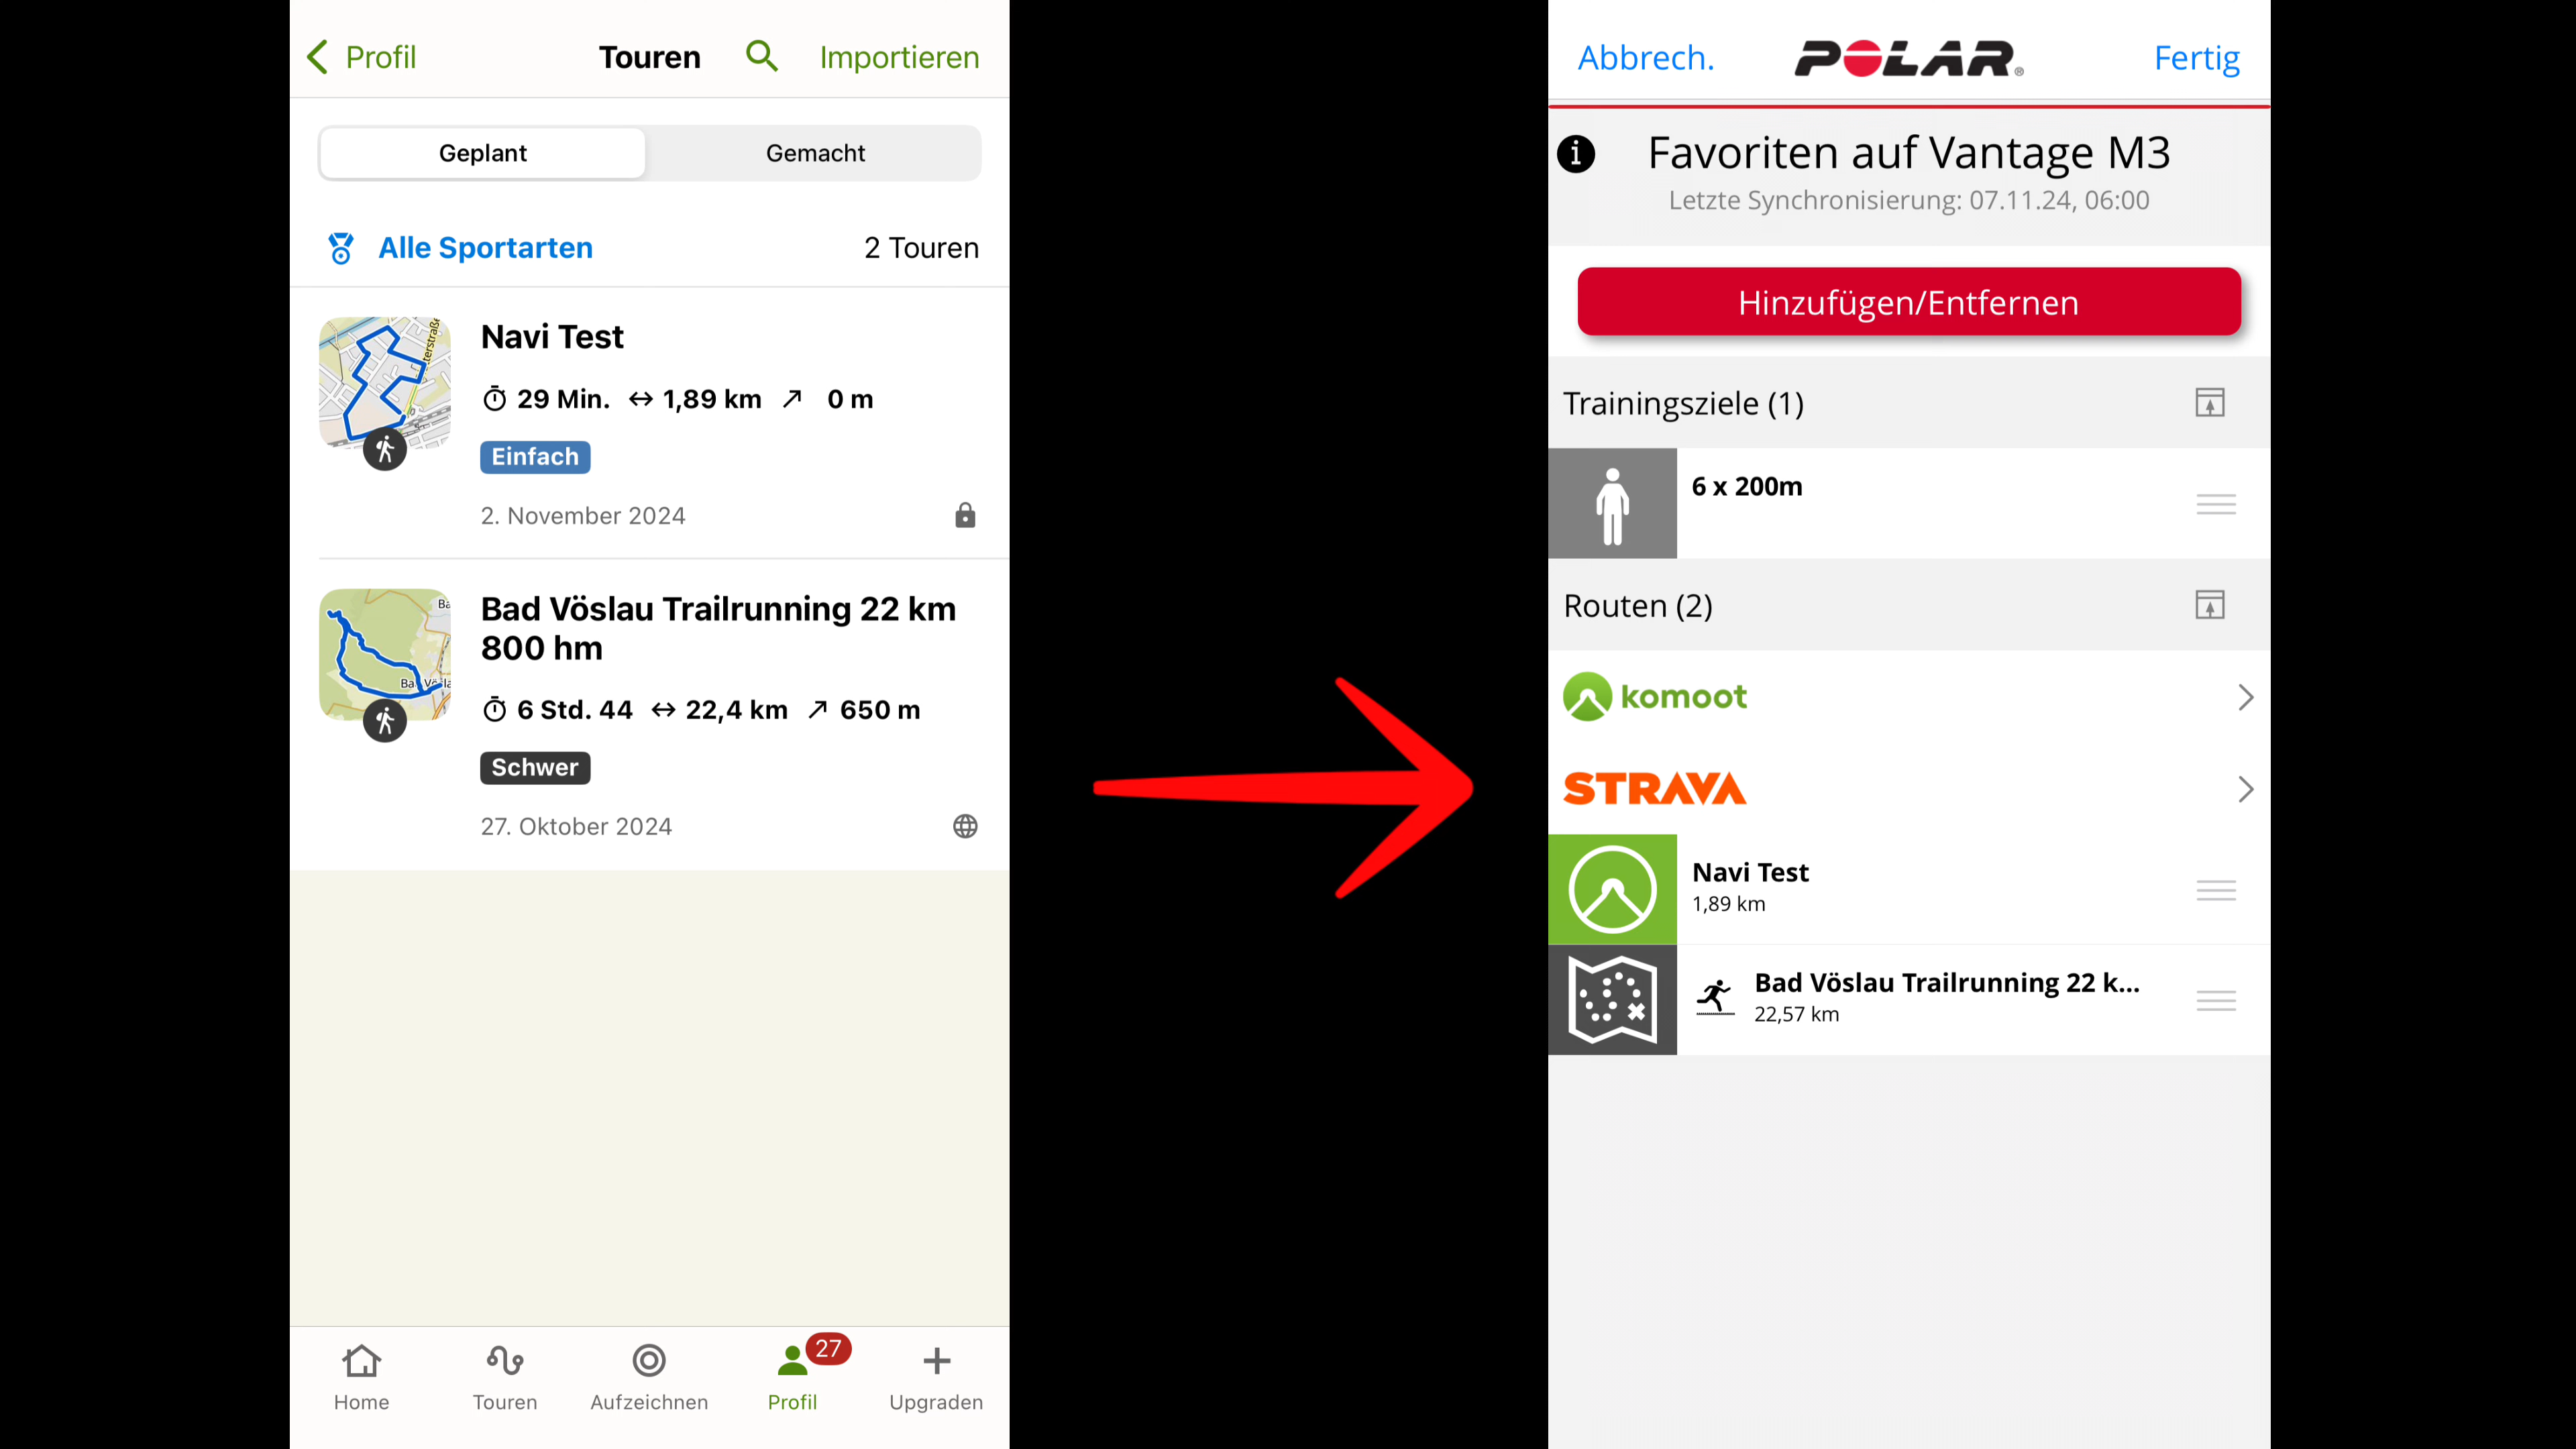 Profil
Touren
Importieren
Geplant
Gemacht
Alle Sportarten
2 Touren
Navi Test
29 Min. 1,89 km 0 m
Einfach
2. November 2024
Bad Vöslau Trailrunning 22 km
800 hm
6 Std. 44 22,4 km 650 m
Schwer
27. Oktober 2024
Home
Touren
Aufzeichnen
27
Profil
Upgraden
Abbrech.
POLAR®
Fertig
Favoriten auf Vantage M3
Letzte Synchronisierung: 07.11.24, 06:00
Hinzufügen/Entfernen
Trainingsziele (1)
6 x 200m
Routen (2)
komoot
STRAVA
Navi Test
1,89 km
Bad Vöslau Trailrunning 22 k...
22,57 km